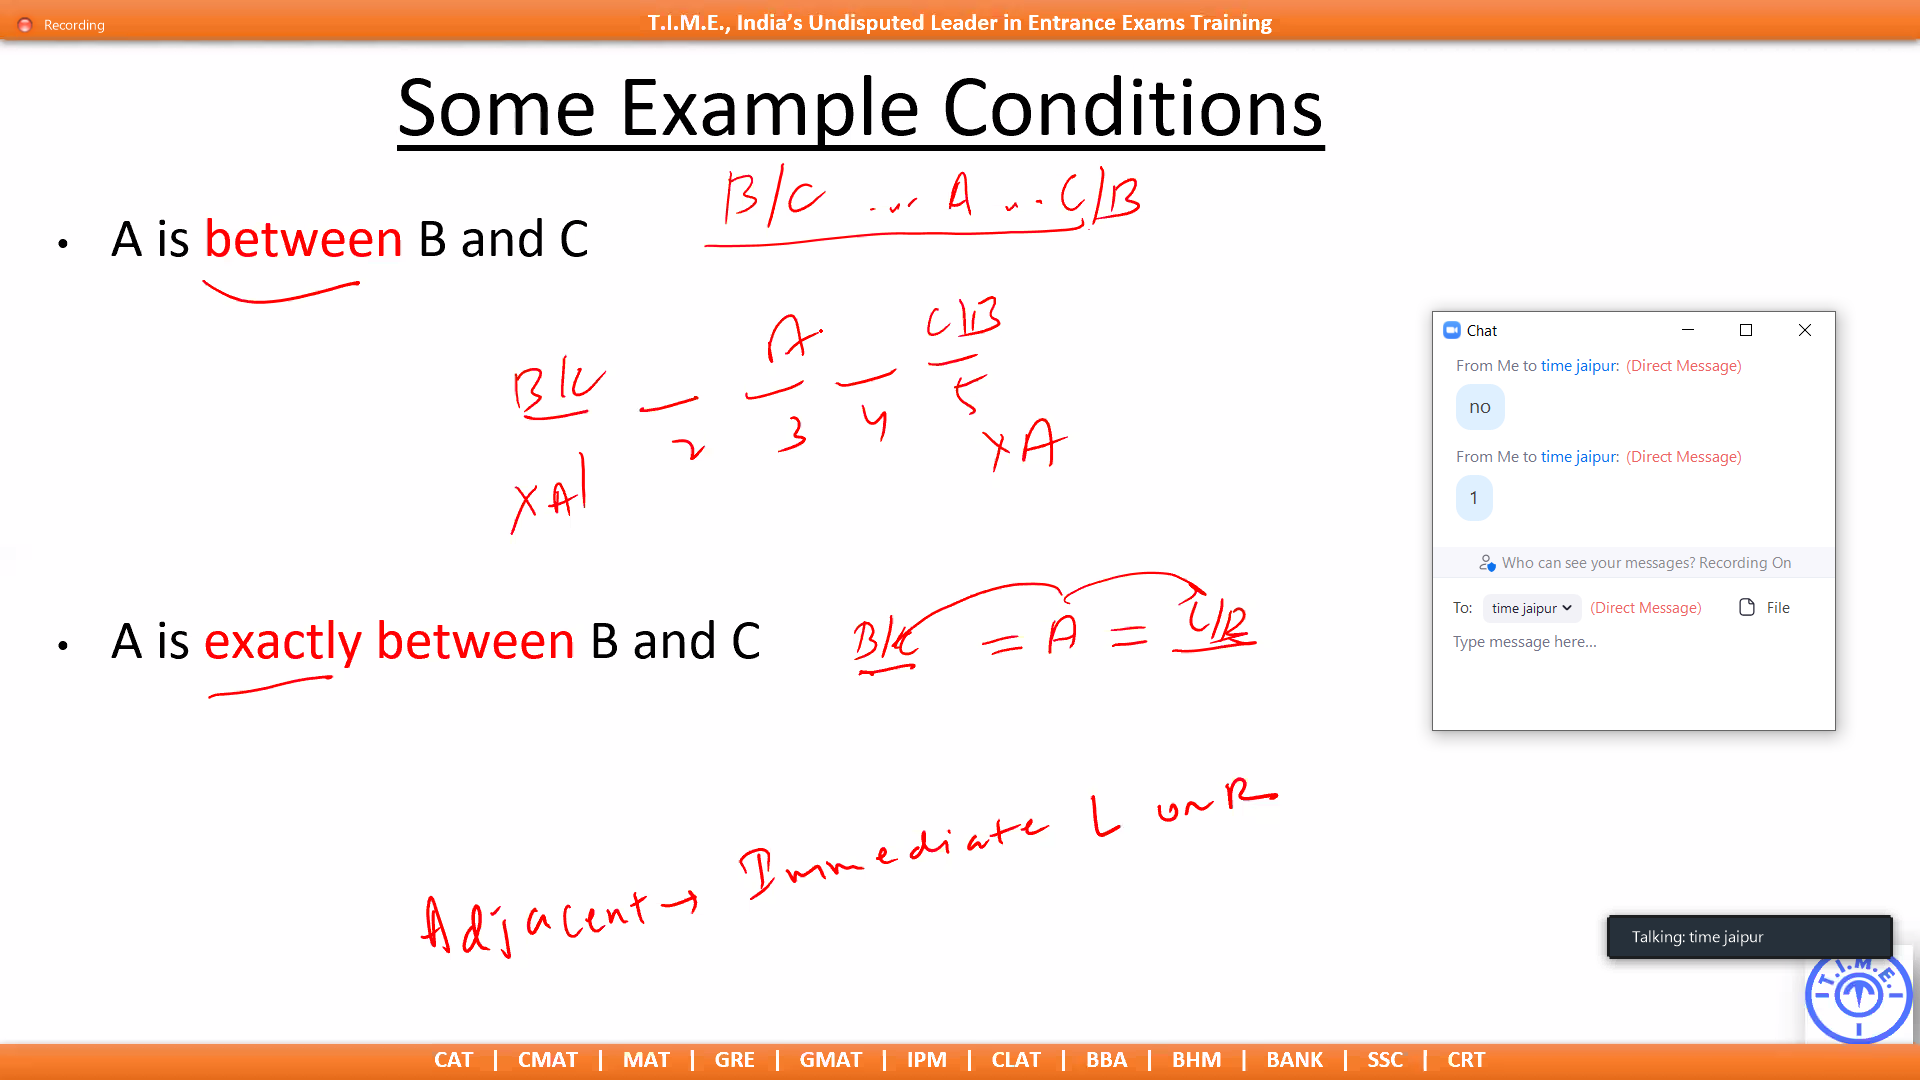 Recording
T.I.M.E., India’s Undisputed Leader in Entrance Exams Training
Some Example Conditions
B/C ... A ... C/B
• A is between B and C
B/C _ A _ C/B
2 3 4 5
XA XA
• A is exactly between B and C
B/C = A = C/B
Adjacent → Immediate L or R
Chat
From Me to time jaipur: (Direct Message)
no
From Me to time jaipur: (Direct Message)
1
Who can see your messages? Recording On
To: time jaipur (Direct Message) File
Type message here...
Talking: time jaipur
T.I.M.E.
CAT | CMAT | MAT | GRE | GMAT | IPM | CLAT | BBA | BHM | BANK | SSC | CRT